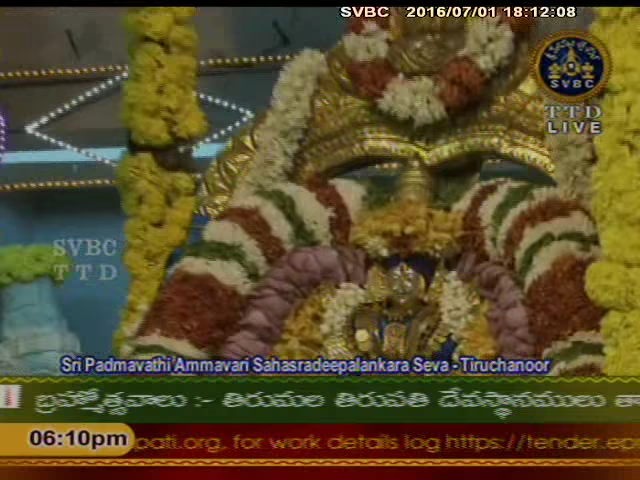 SVBC 2016/07/01 18:12:08
SVBC
TTD
LIVE
SVBC
TTD
Sri Padmavathi Ammavari Sahasradeepalankara Seva - Tiruchanoor
బ్రహ్మోత్సవాలు :- తిరుమల తిరుపతి దేవస్థానములు
06:10pm
pati.org, for work details log https://tender.ep